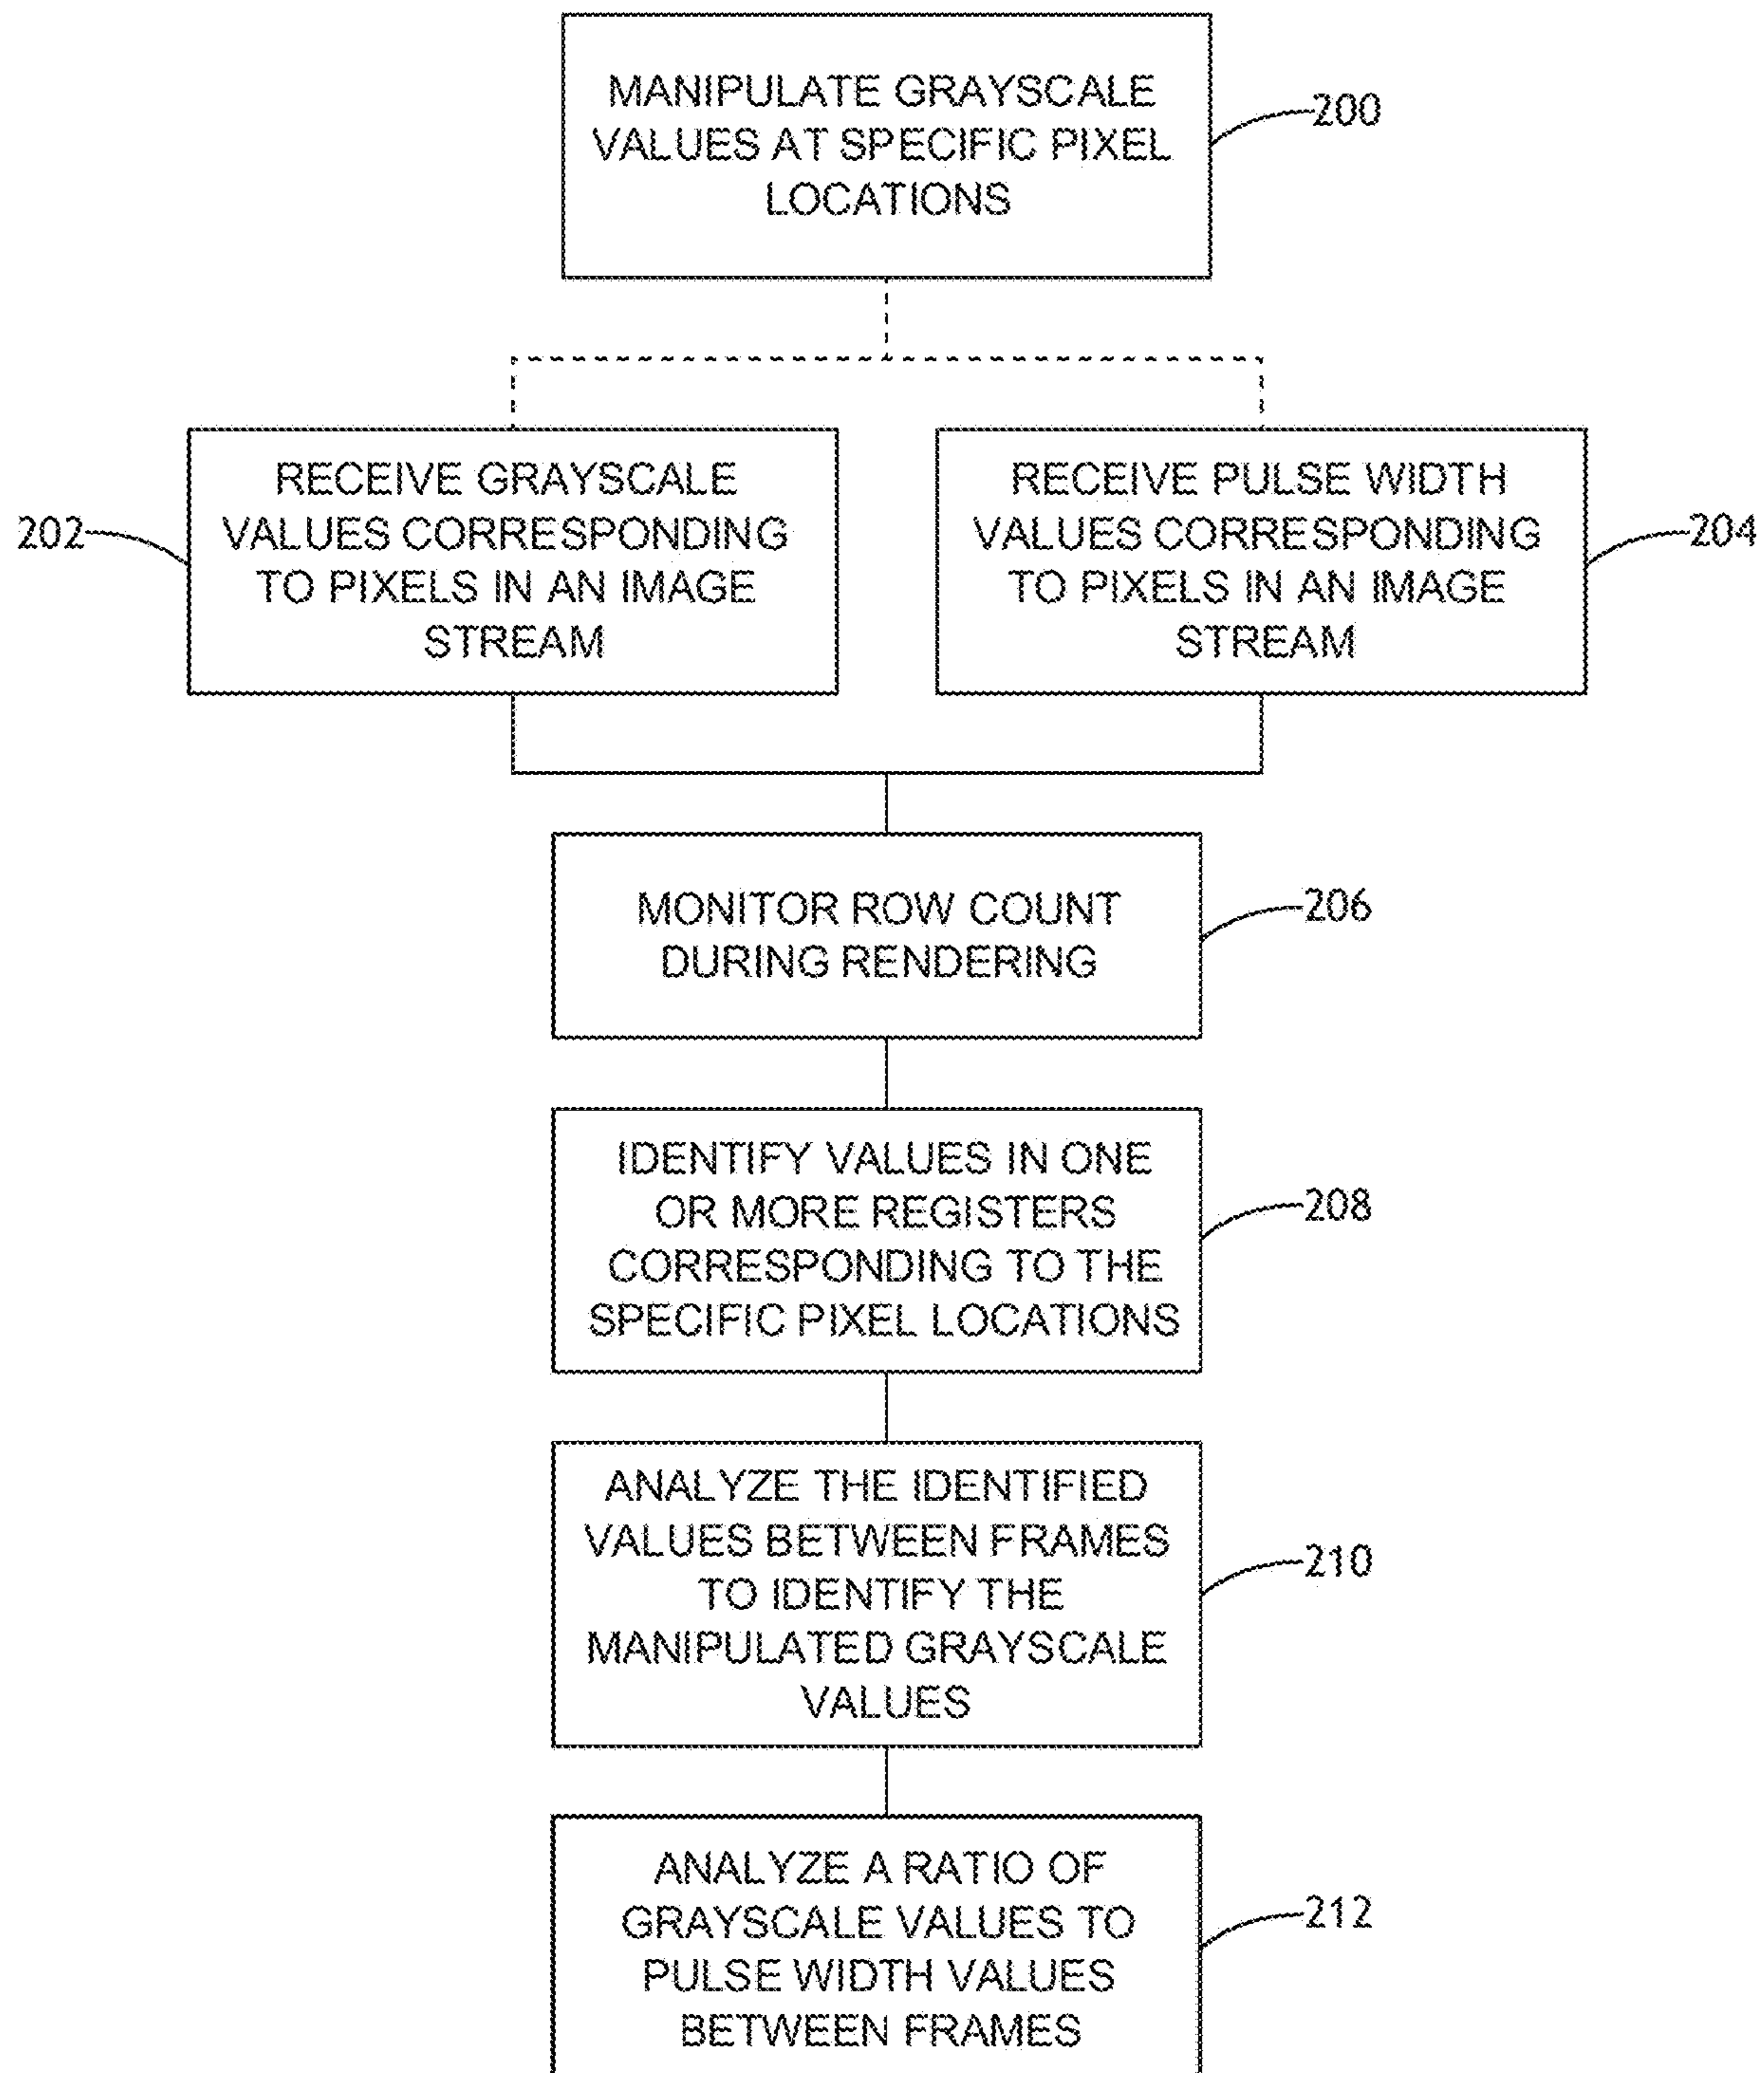 MANIPULATE GRAYSCALE
VALUES AT SPECIFIC PIXEL
LOCATIONS
200
RECEIVE GRAYSCALE
VALUES CORRESPONDING
TO PIXELS IN AN IMAGE
STREAM
202
RECEIVE PULSE WIDTH
VALUES CORRESPONDING
TO PIXELS IN AN IMAGE
STREAM
204
MONITOR ROW COUNT
DURING RENDERING
206
IDENTIFY VALUES IN ONE
OR MORE REGISTERS
CORRESPONDING TO THE
SPECIFIC PIXEL LOCATIONS
208
ANALYZE THE IDENTIFIED
VALUES BETWEEN FRAMES
TO IDENTIFY THE
MANIPULATED GRAYSCALE
VALUES
210
ANALYZE A RATIO OF
GRAYSCALE VALUES TO
PULSE WIDTH VALUES
BETWEEN FRAMES
212